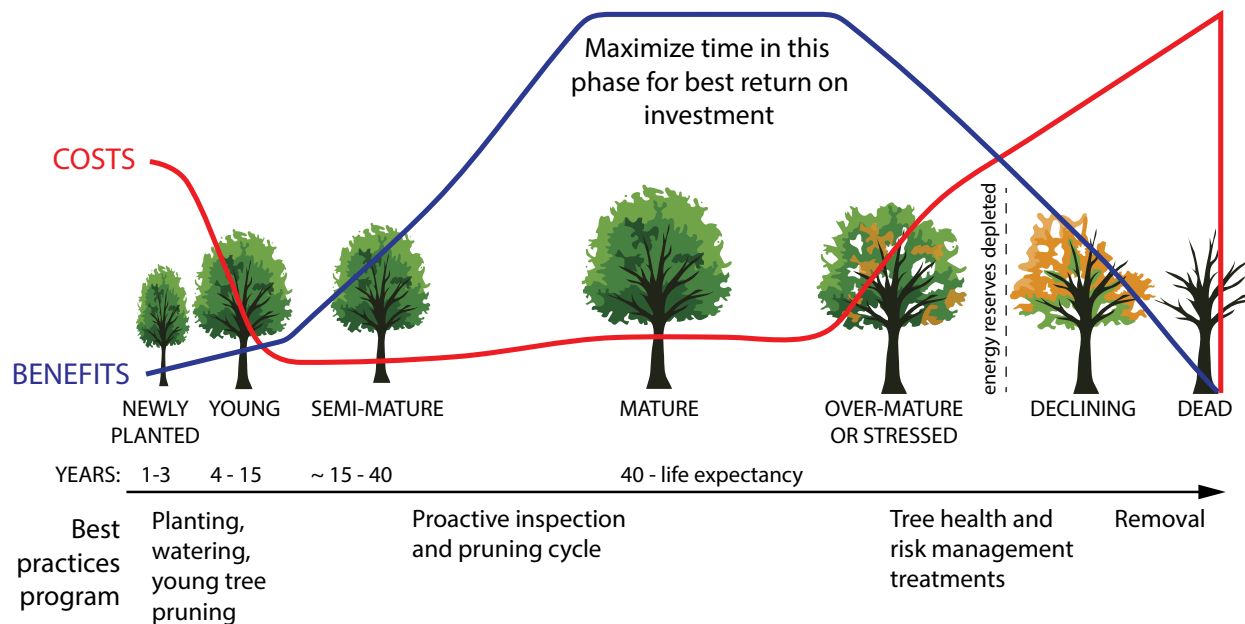 Maximize time in this
phase for best return on
investment
COSTS
BENEFITS
energy reserves depleted
NEWLY
PLANTED
YOUNG
SEMI-MATURE
MATURE
OVER-MATURE
OR STRESSED
DECLINING
DEAD
YEARS: 1-3 4 - 15 ~ 15 - 40 40 - life expectancy
Best
practices
program
Planting,
watering,
young tree
pruning
Proactive inspection
and pruning cycle
Tree health and
risk management
treatments
Removal